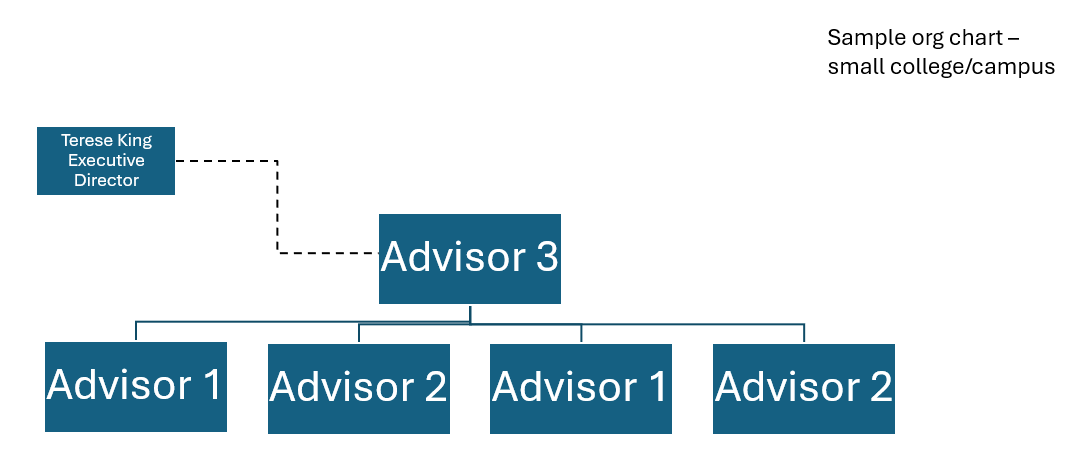 Sample org chart –
small college/campus
Terese King
Executive
Director
Advisor 3
Advisor 1
Advisor 2
Advisor 1
Advisor 2